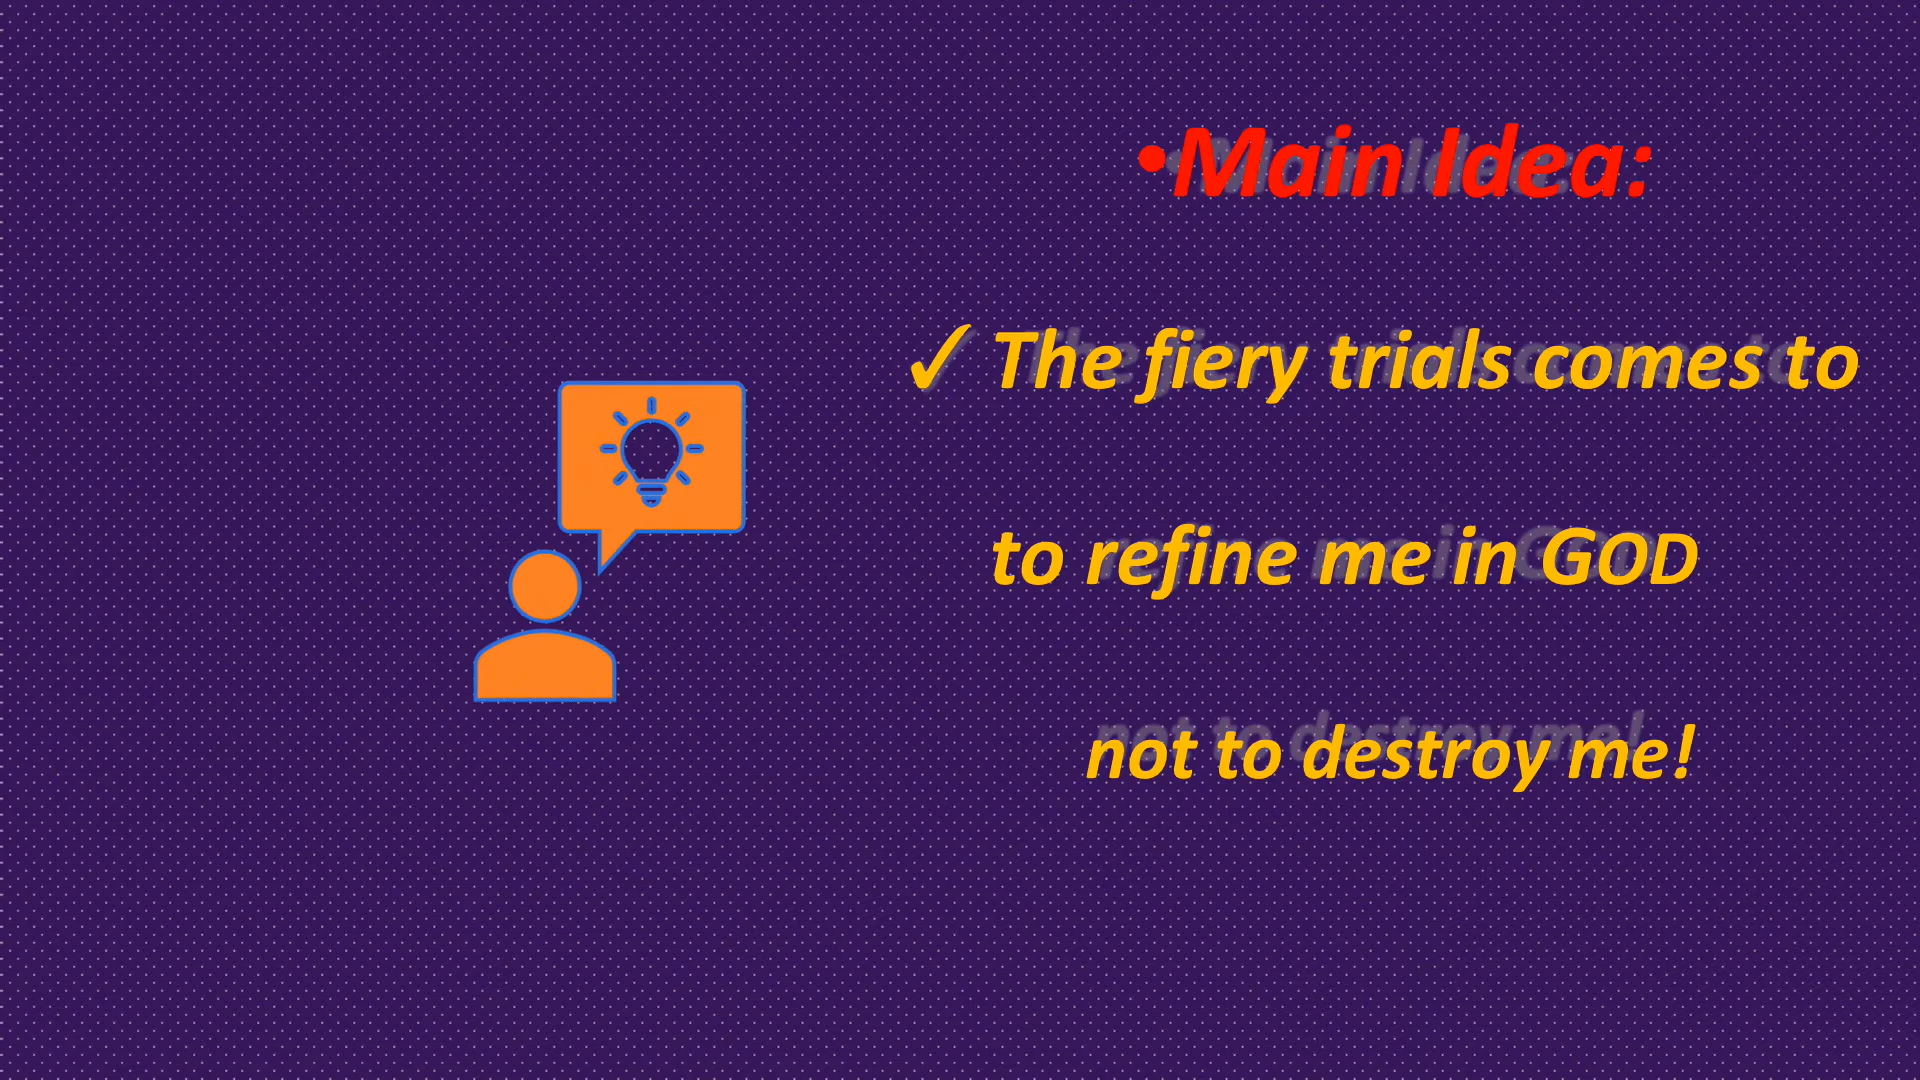 •Main Idea:
✓ The fiery trials comes to
to refine me in GOD
not to destroy me!